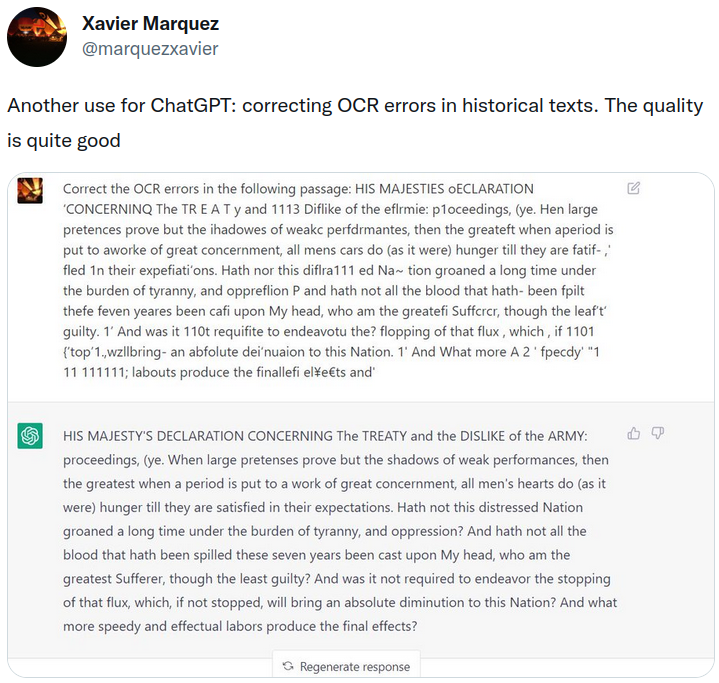 Xavier Marquez
@marquezxavier
Another use for ChatGPT: correcting OCR errors in historical texts. The quality
is quite good
Correct the OCR errors in the following passage: HIS MAJESTIES oECLARATION
'CONCERNINQ The TR E A T y and 1113 Diflike of the eflrmie: p1oceedings, (ye. Hen large
pretences prove but the ihadowes of weakc perfdrmantes, then the greateft when aperiod is
put to aworke of great concernment, all mens cars do (as it were) hunger till they are fatif- ,'
fled 1n their expefiati'ons. Hath nor this diflra111 ed Na~ tion groaned a long time under
the burden of tyranny, and oppreflion P and hath not all the blood that hath- been fpilt
thefe feven yeares been cafi upon My head, who am the greatefi Suffcrcr, though the leaf't'
guilty. 1' And was it 110t requifite to endeavotu the? flopping of that flux , which , if 1101
{'top'1.,wzllbring- an abfolute dei'nuaion to this Nation. 1' And What more A 2 ' fpecdy' "1
11 111111; labouts produce the finallefi el¥e€ts and'
HIS MAJESTY'S DECLARATION CONCERNING The TREATY and the DISLIKE of the ARMY:
proceedings, (ye. When large pretenses prove but the shadows of weak performances, then
the greatest when a period is put to a work of great concernment, all men's hearts do (as it
were) hunger till they are satisfied in their expectations. Hath not this distressed Nation
groaned a long time under the burden of tyranny, and oppression? And hath not all the
blood that hath been spilled these seven years been cast upon My head, who am the
greatest Sufferer, though the least guilty? And was it not required to endeavor the stopping
of that flux, which, if not stopped, will bring an absolute diminution to this Nation? And what
more speedy and effectual labors produce the final effects?
Regenerate response